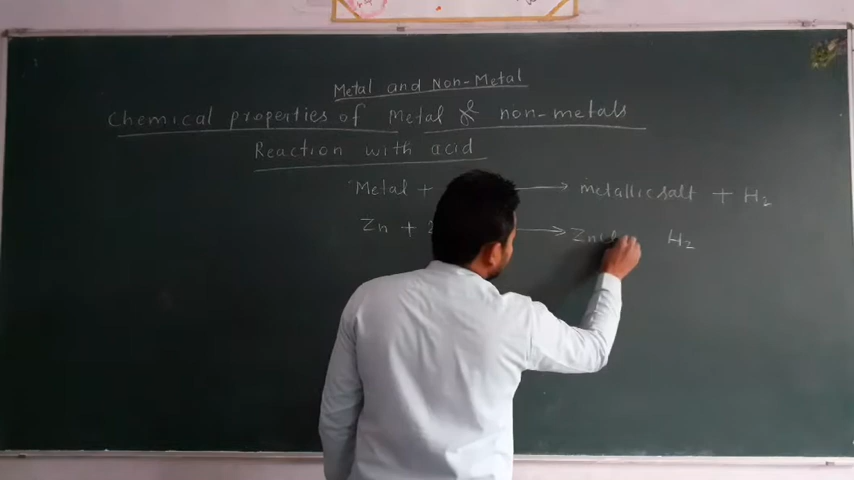 Metal and Non-Metal
Chemical properties of Metal & non-metals
Reaction with acid
Metal + → metallic salt + H₂
Zn + 2 → Zn H₂